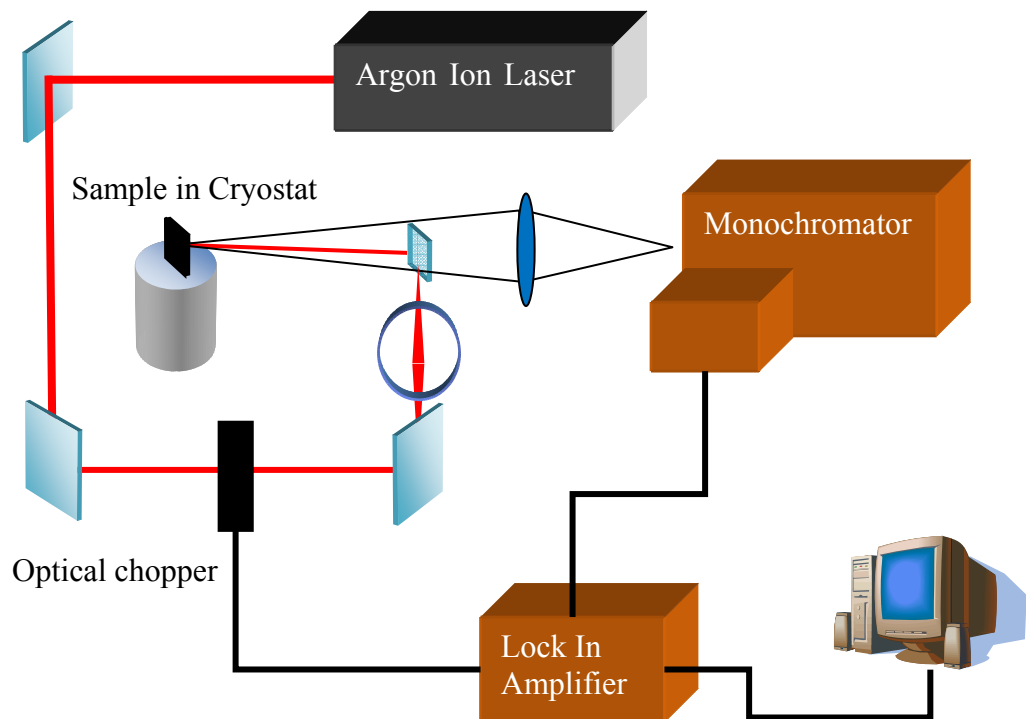 Argon Ion Laser
Sample in Cryostat
Monochromator
Optical chopper
Lock In
Amplifier